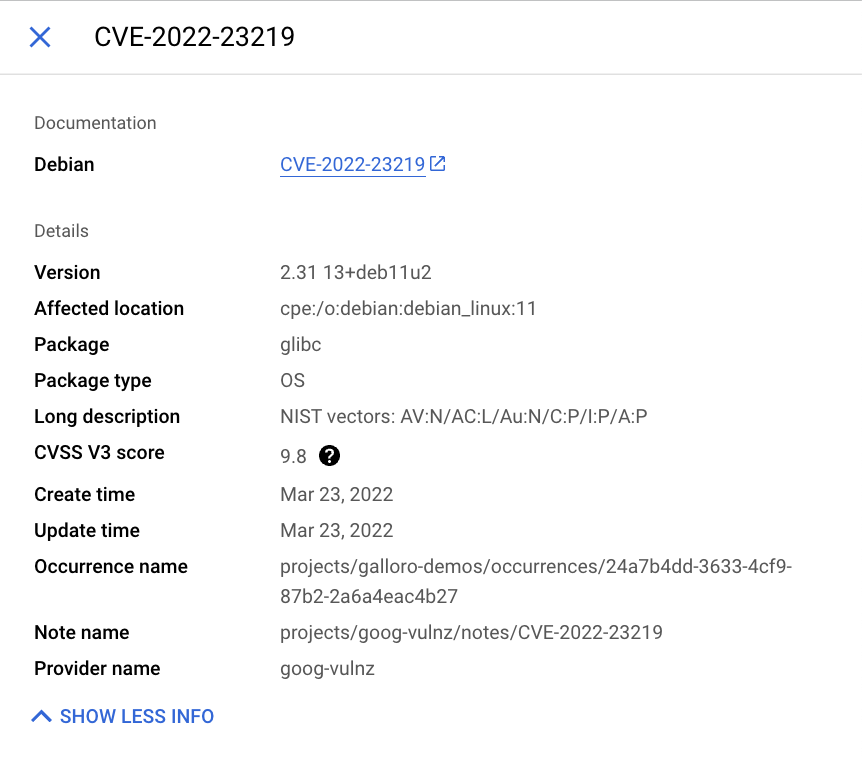 CVE-2022-23219
Documentation
Debian CVE-2022-23219
Details
Version 2.31 13+deb11u2
Affected location cpe:/o:debian:debian_linux:11
Package glibc
Package type OS
Long description NIST vectors: AV:N/AC:L/Au:N/C:P/I:P/A:P
CVSS V3 score 9.8 ?
Create time Mar 23, 2022
Update time Mar 23, 2022
Occurrence name projects/galloro-demos/occurrences/24a7b4dd-3633-4cf9-
87b2-2a6a4eac4b27
Note name projects/goog-vulnz/notes/CVE-2022-23219
Provider name goog-vulnz
SHOW LESS INFO